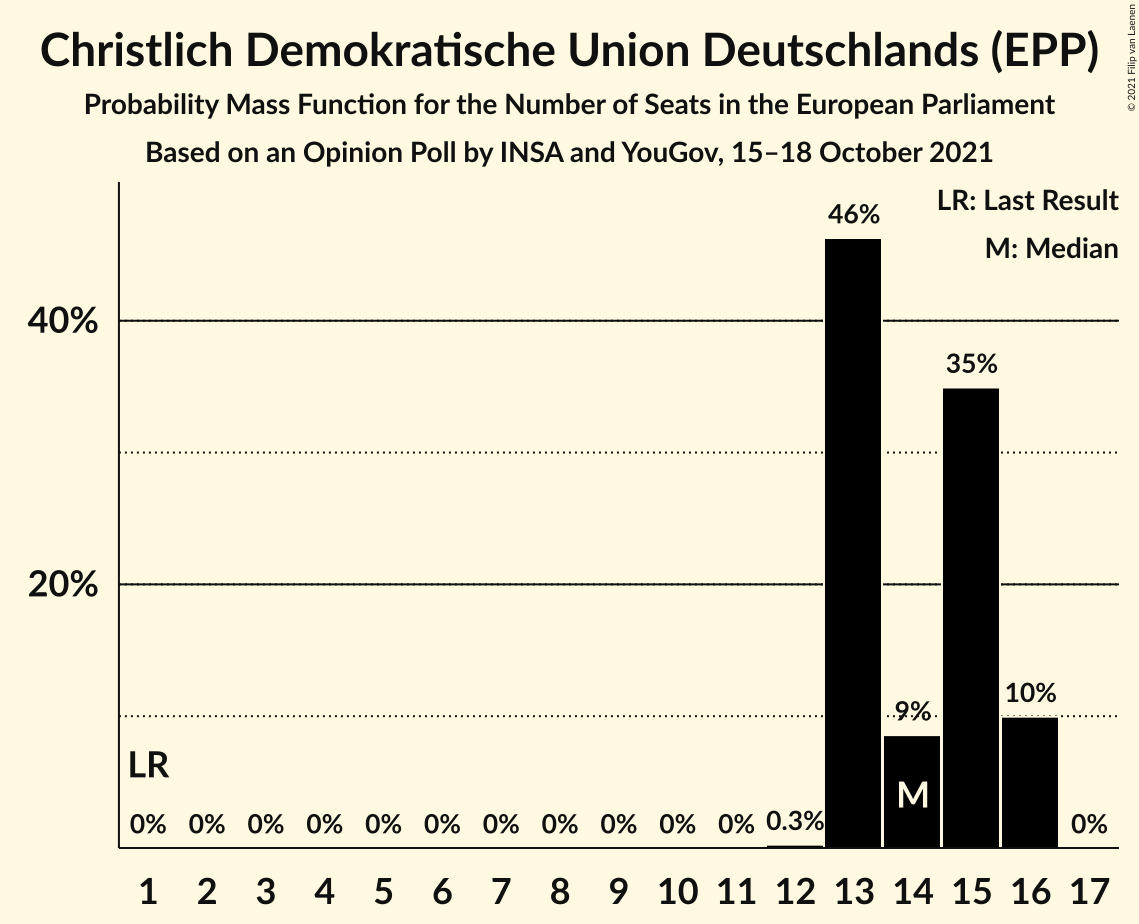 Christlich Demokratische Union Deutschlands (EPP)
Probability Mass Function for the Number of Seats in the European Parliament
Based on an Opinion Poll by INSA and YouGov, 15–18 October 2021
© 2021 Filip van Laenen
LR: Last Result
M: Median
46%
40%
35%
20%
10%
9%
LR
M
0% 0% 0% 0% 0% 0% 0% 0% 0% 0% 0% 0.3% 0%
1 2 3 4 5 6 7 8 9 10 11 12 13 14 15 16 17